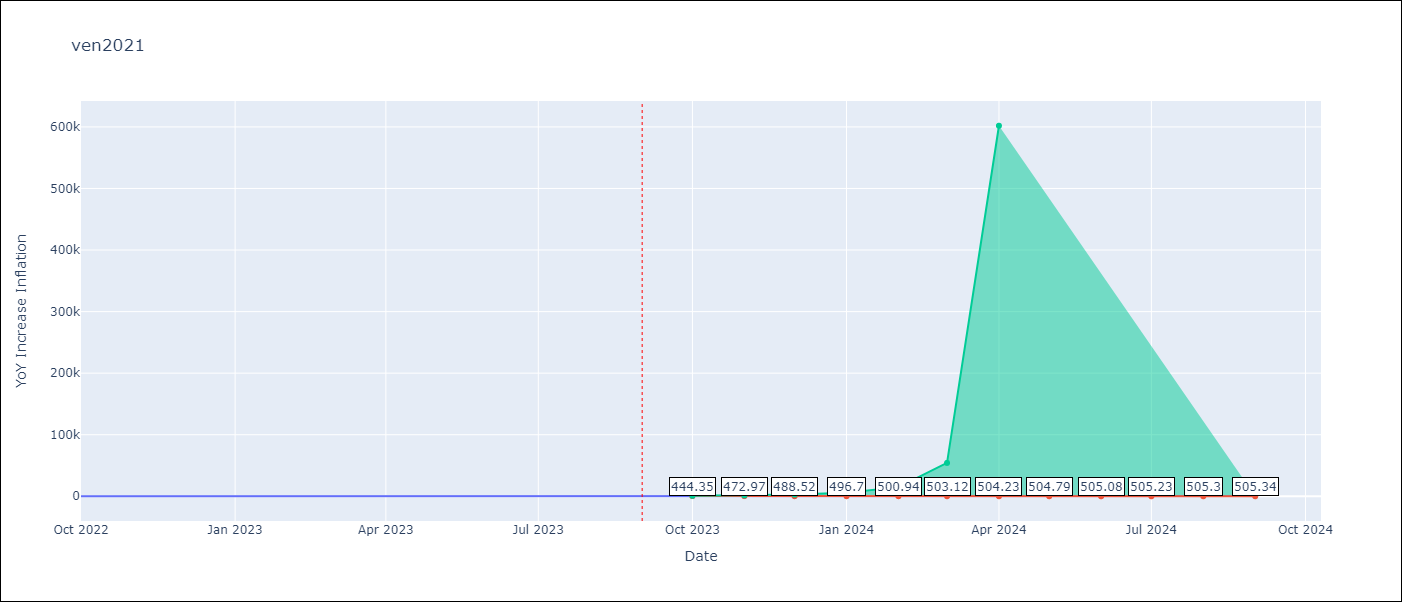 ven2021
600k
500k
400k
300k
200k
100k
0
YoY Increase Inflation
444.35 472.97 488.52 496.7 500.94 503.12 504.23 504.79 505.08 505.23 505.3 505.34
Oct 2022 Jan 2023 Apr 2023 Jul 2023 Oct 2023 Jan 2024 Apr 2024 Jul 2024 Oct 2024
Date